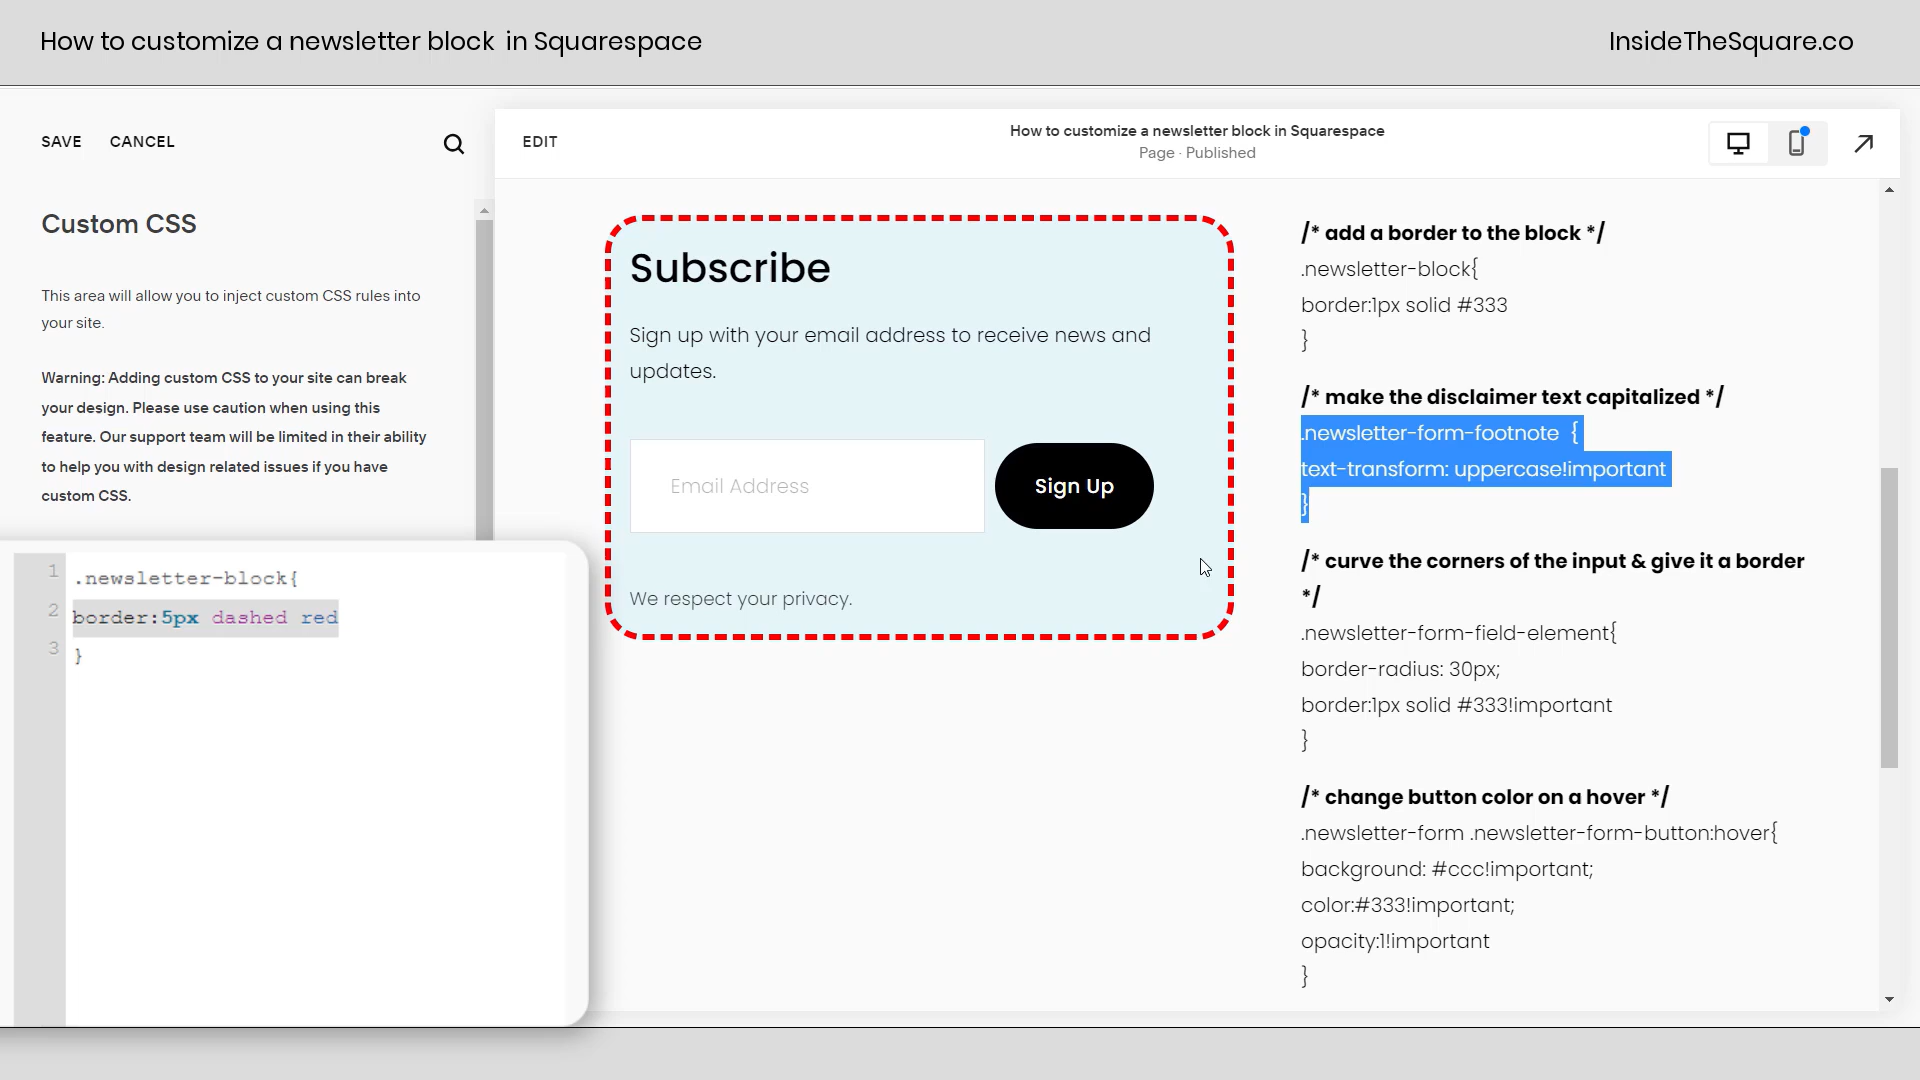 How to customize a newsletter block in Squarespace
InsideTheSquare.co
SAVE CANCEL
EDIT
How to customize a newsletter block in Squarespace
Page · Published
Custom CSS
This area will allow you to inject custom CSS rules into
your site.
Warning: Adding custom CSS to your site can break
your design. Please use caution when using this
feature. Our support team will be limited in their ability
to help you with design related issues if you have
custom CSS.
1 .newsletter-block{
2 border:5px dashed red
3 }
Subscribe
Sign up with your email address to receive news and
updates.
Email Address
Sign Up
We respect your privacy.
/* add a border to the block */
.newsletter-block{
border:1px solid #333
}
/* make the disclaimer text capitalized */
.newsletter-form-footnote {
text-transform: uppercase!important
}
/* curve the corners of the input & give it a border
*/
.newsletter-form-field-element{
border-radius: 30px;
border:1px solid #333!important
}
/* change button color on a hover */
.newsletter-form .newsletter-form-button:hover{
background: #ccc!important;
color:#333!important;
opacity:1!important
}